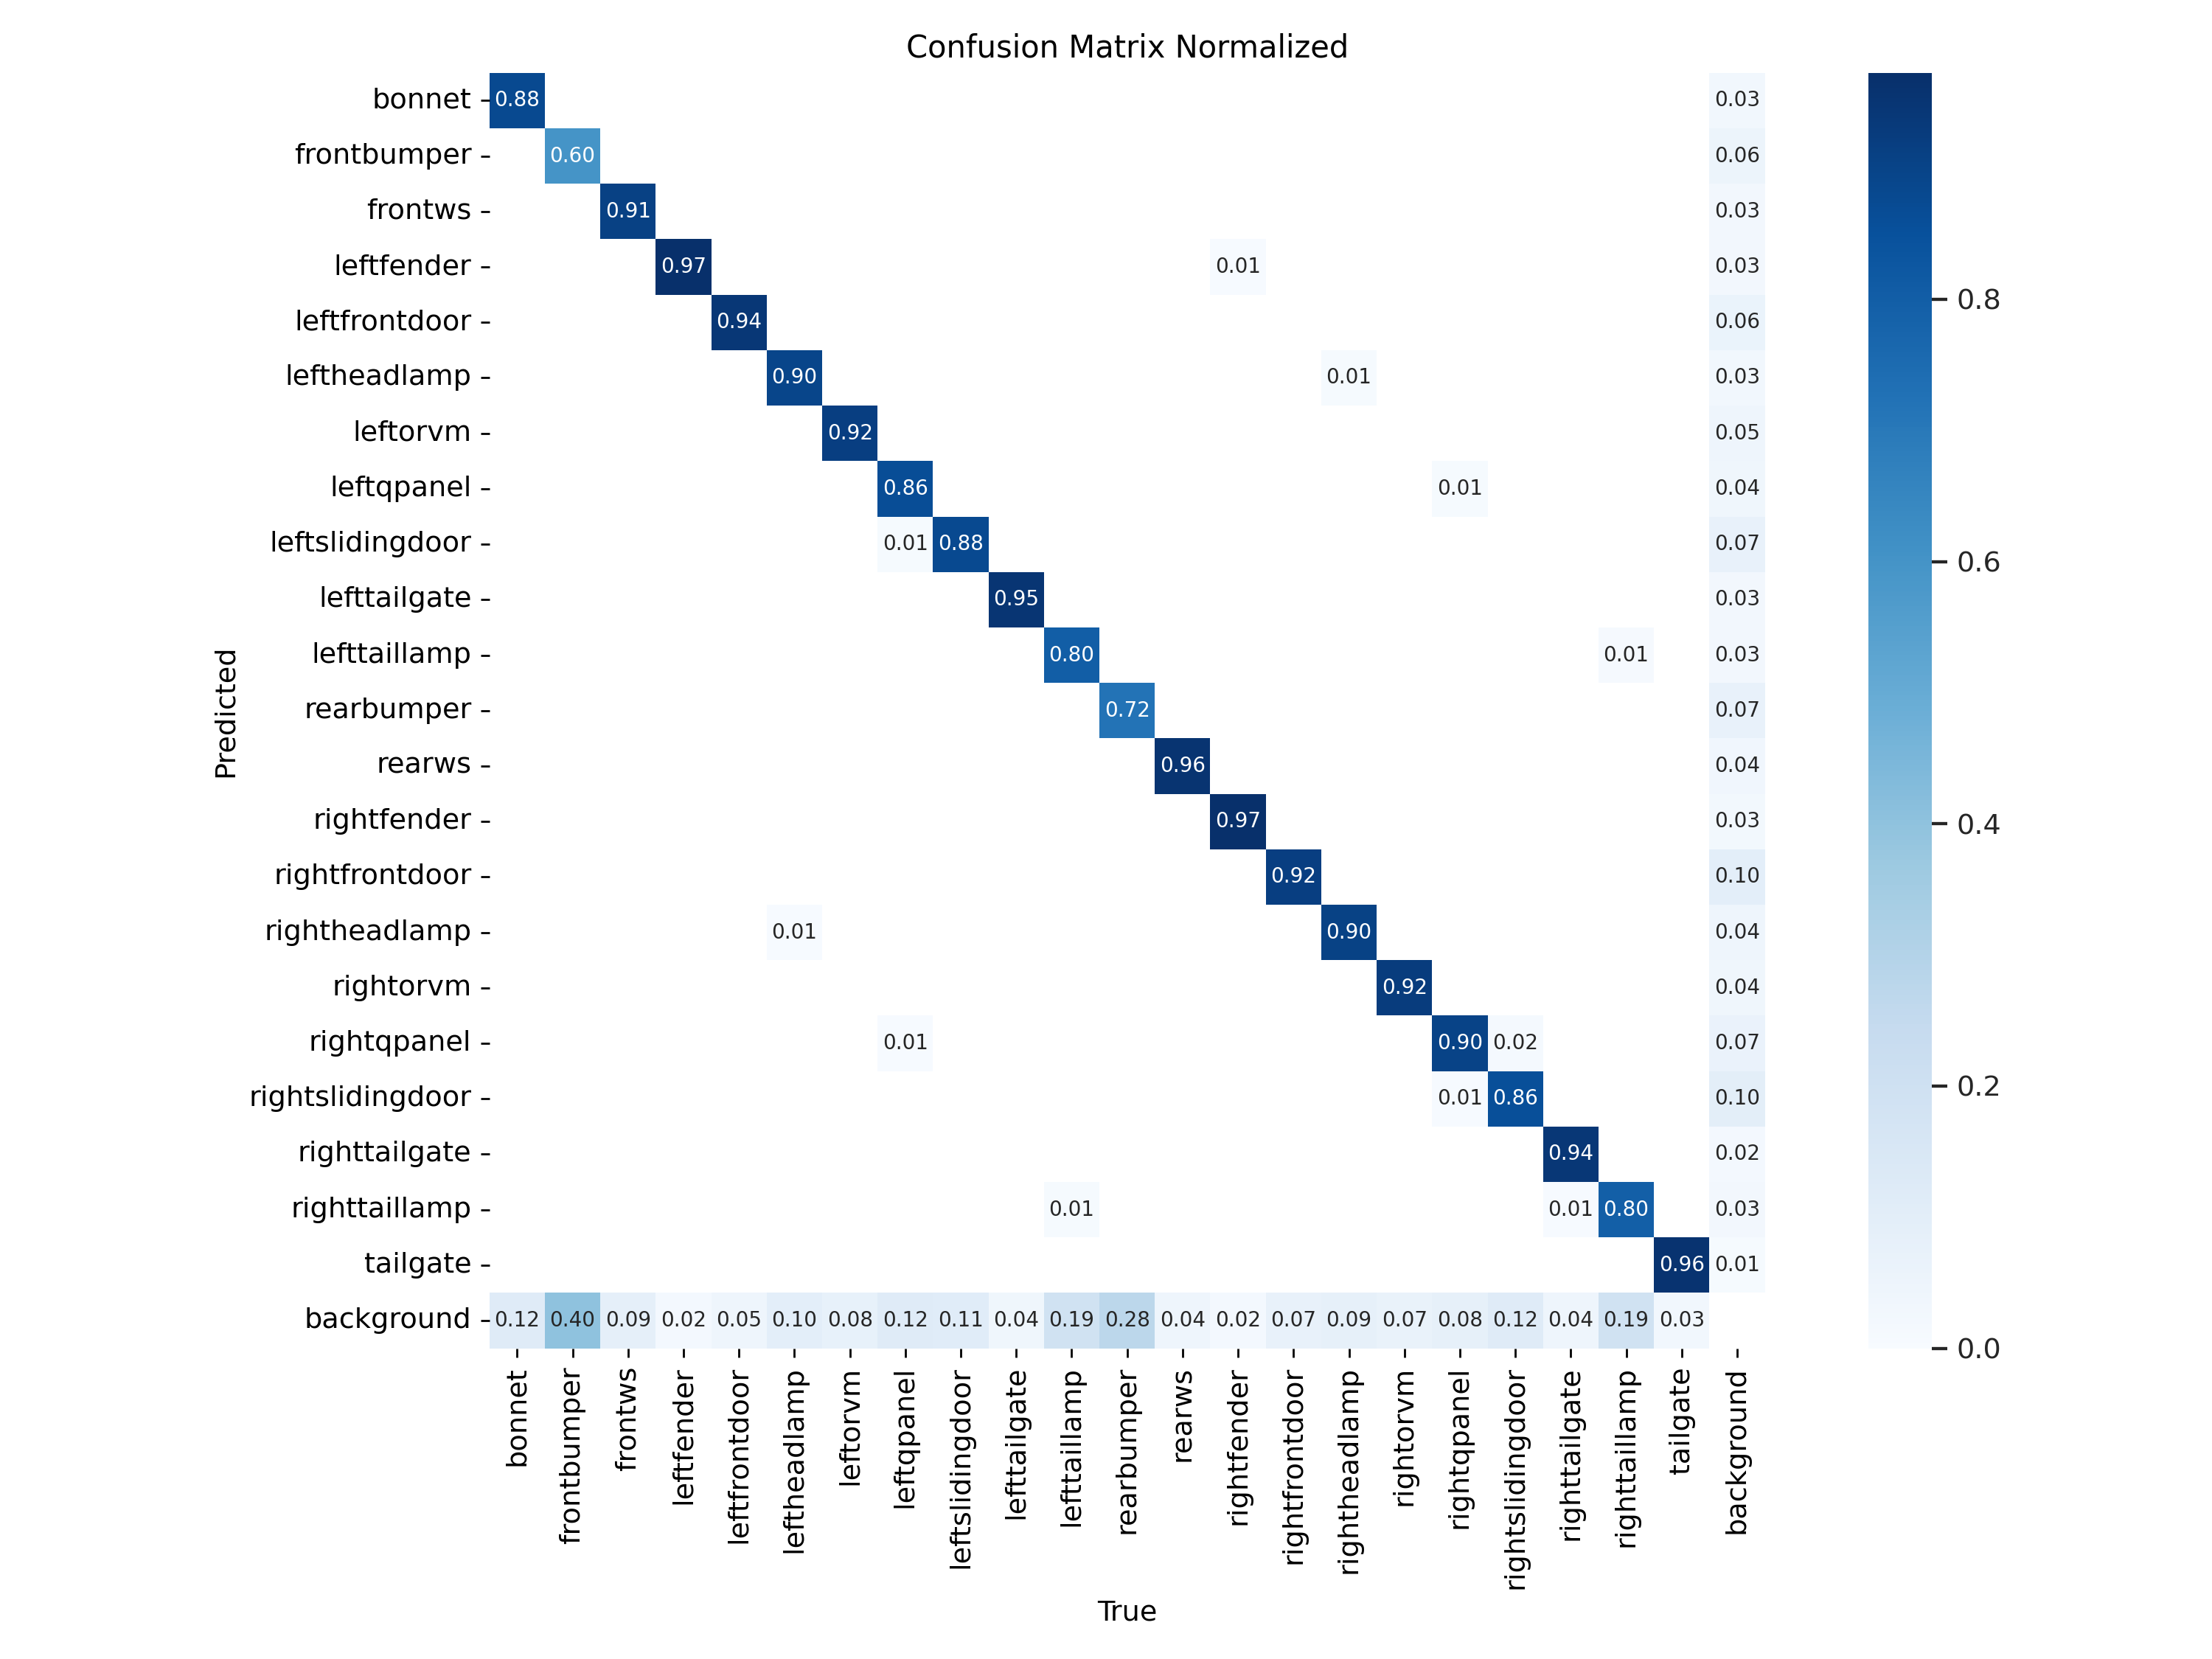 Confusion Matrix Normalized
bonnet 0.88 0.03
frontbumper 0.60 0.06
frontws 0.91 0.03
leftfender 0.97 0.01 0.03
leftfrontdoor 0.94 0.06
0.8
leftheadlamp 0.90 0.01 0.03
leftorvm 0.92 0.05
leftqpanel 0.86 0.01 0.04
leftslidingdoor 0.01 0.88 0.07
0.6
lefttailgate 0.95 0.03
lefttaillamp 0.80 0.01 0.03
Predicted
rearbumper 0.72 0.07
rearws 0.96 0.04
rightfender 0.97 0.03
0.4
rightfrontdoor 0.92 0.10
rightheadlamp 0.01 0.90 0.04
rightorvm 0.92 0.04
rightqpanel 0.01 0.90 0.02 0.07
rightslidingdoor 0.01 0.86 0.10
0.2
righttailgate 0.94 0.02
righttaillamp 0.01 0.01 0.80 0.03
tailgate 0.96 0.01
background 0.12 0.40 0.09 0.02 0.05 0.10 0.08 0.12 0.11 0.04 0.19 0.28 0.04 0.02 0.07 0.09 0.07 0.08 0.12 0.04 0.19 0.03
0.0
bonnet
frontbumper
frontws
leftfender
leftfrontdoor
leftheadlamp
leftorvm
leftqpanel
leftslidingdoor
lefttailgate
lefttaillamp
rearbumper
rearws
rightfender
rightfrontdoor
rightheadlamp
rightorvm
rightqpanel
rightslidingdoor
righttailgate
righttaillamp
tailgate
background
True